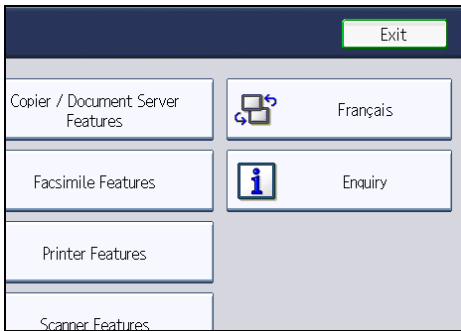 Exit
Copier / Document Server
Features
Français
Facsimile Features
Enquiry
Printer Features
Scanner Features